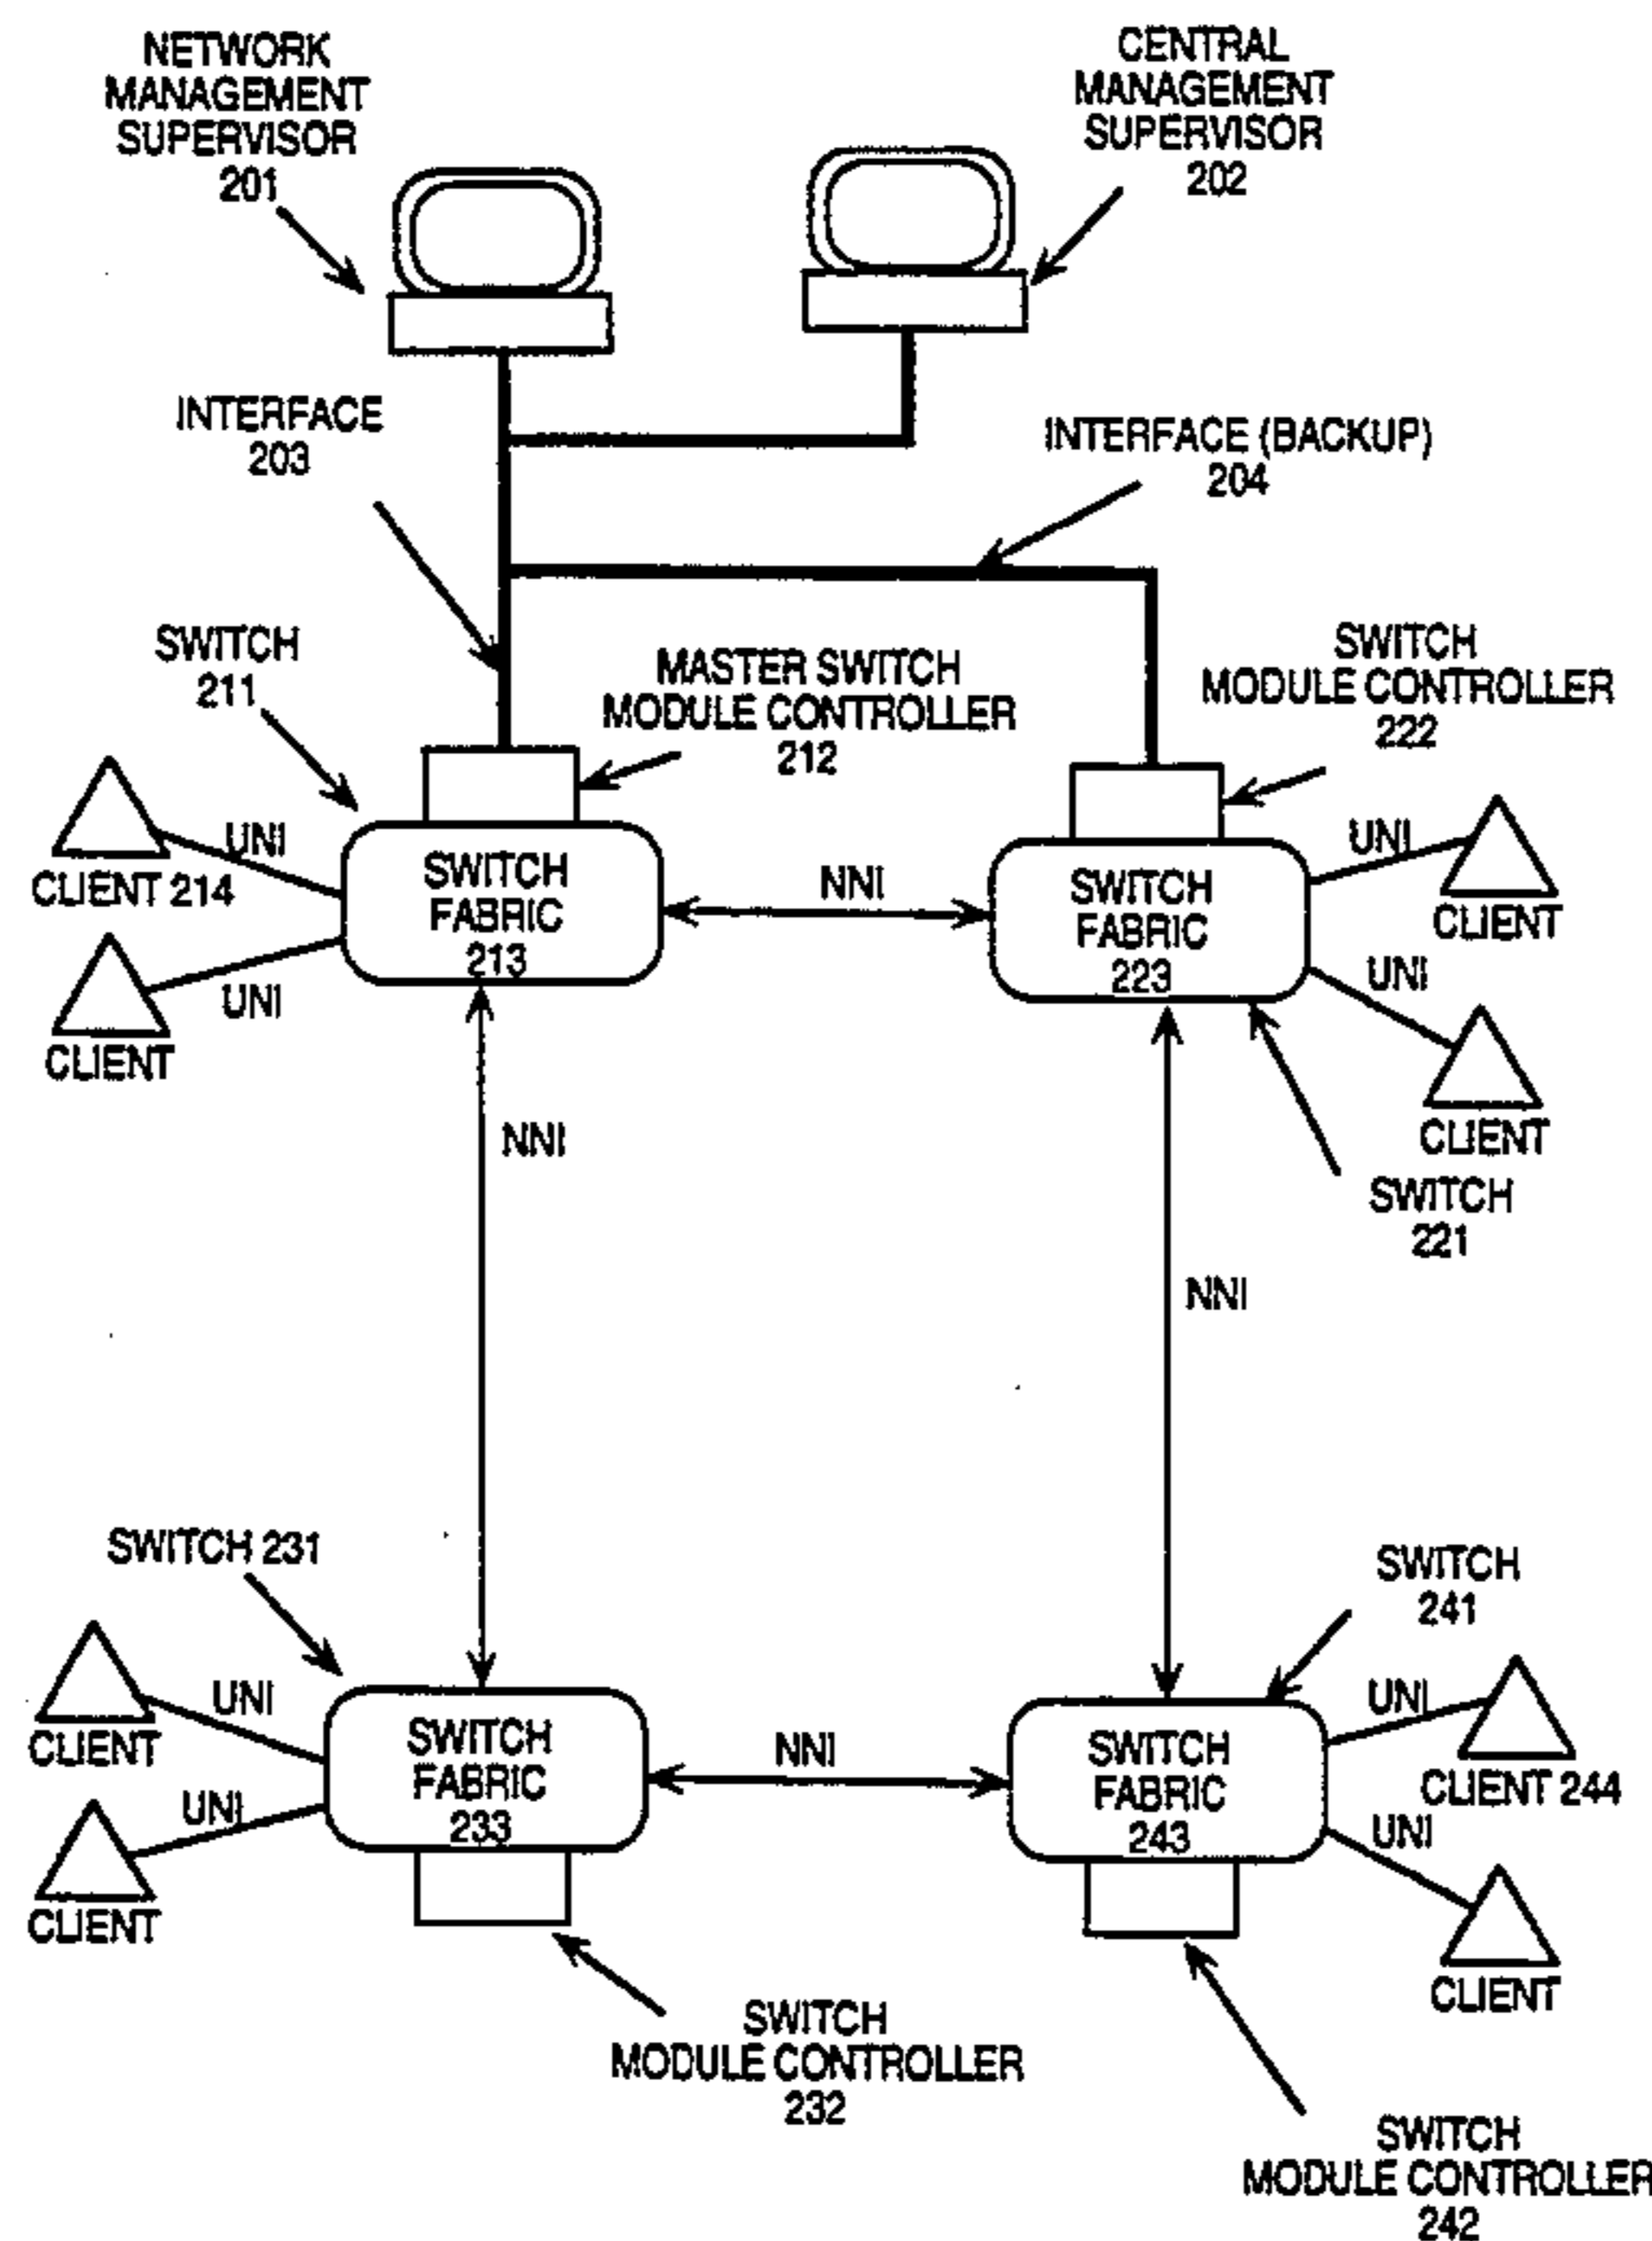 NETWORK
MANAGEMENT
SUPERVISOR
201
CENTRAL
MANAGEMENT
SUPERVISOR
202
INTERFACE
203
INTERFACE (BACKUP)
204
SWITCH
211
MASTER SWITCH
MODULE CONTROLLER
212
SWITCH
MODULE CONTROLLER
222
UNI
CLIENT 214
SWITCH
FABRIC
213
UNI
CLIENT
NNI
SWITCH
FABRIC
223
UNI
CLIENT
UNI
CLIENT
SWITCH
221
NNI
NNI
SWITCH 231
SWITCH
241
UNI
CLIENT
UNI
CLIENT
SWITCH
FABRIC
233
NNI
SWITCH
FABRIC
243
UNI
CLIENT 244
UNI
CLIENT
SWITCH
MODULE CONTROLLER
232
SWITCH
MODULE CONTROLLER
242